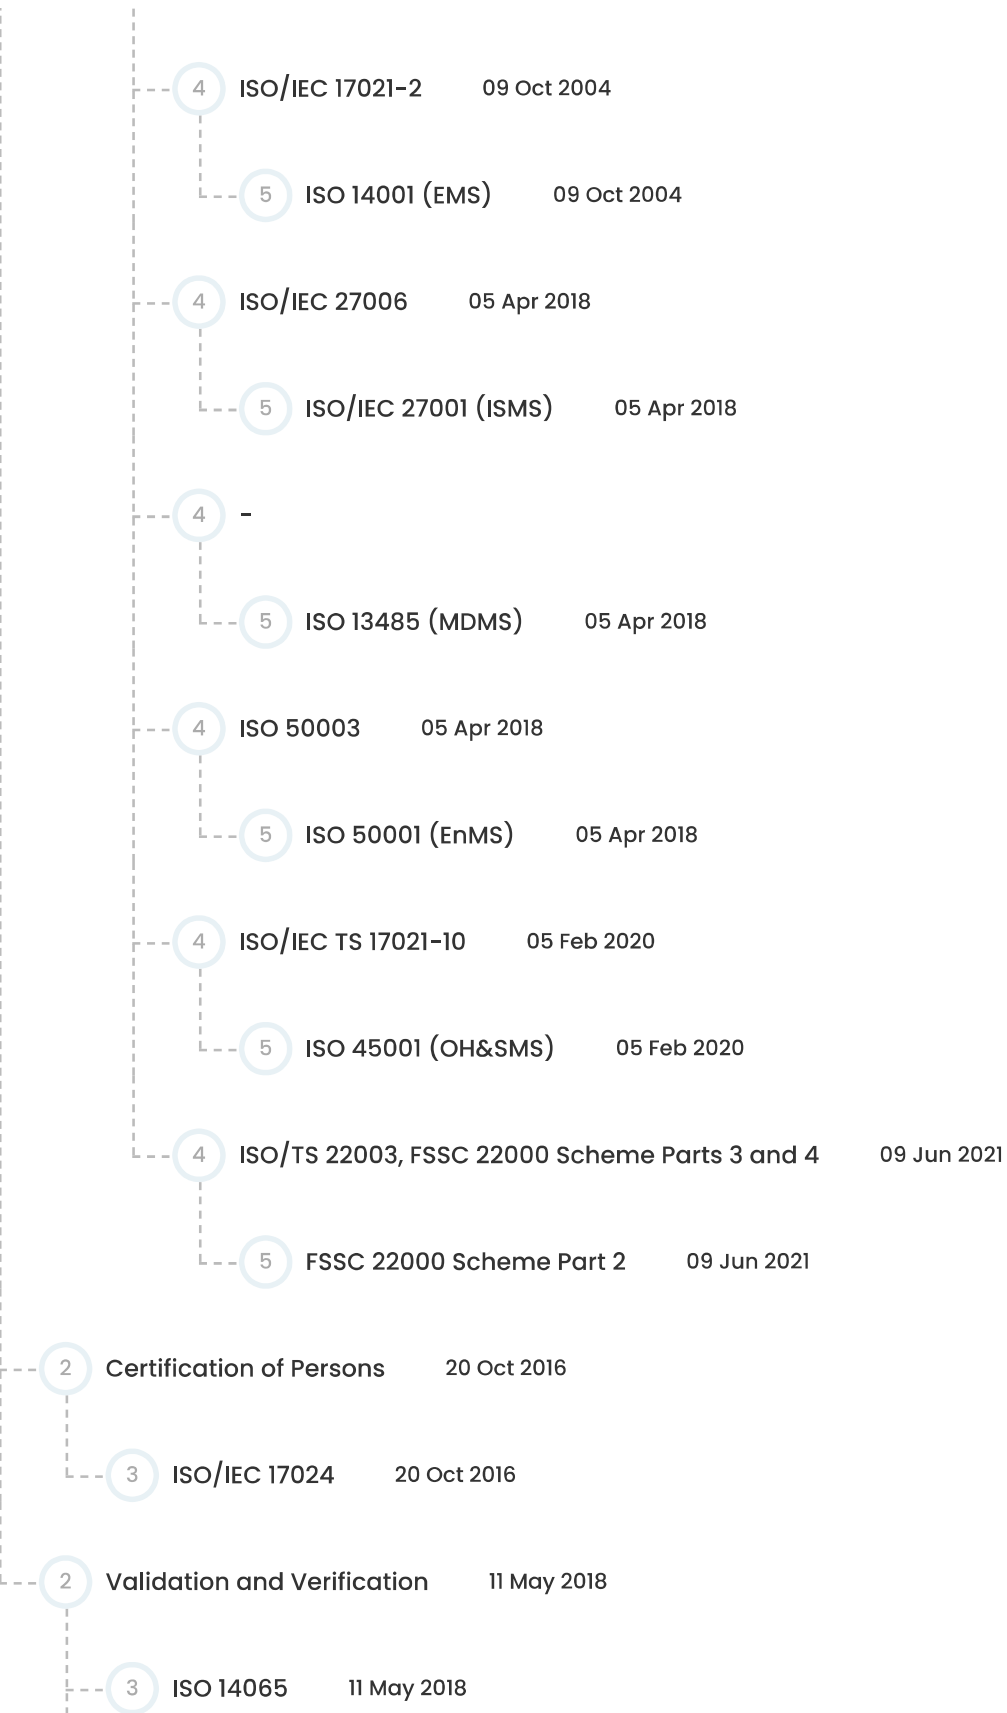 4 ISO/IEC 17021-2 09 Oct 2004
5 ISO 14001 (EMS) 09 Oct 2004
4 ISO/IEC 27006 05 Apr 2018
5 ISO/IEC 27001 (ISMS) 05 Apr 2018
4 -
5 ISO 13485 (MDMS) 05 Apr 2018
4 ISO 50003 05 Apr 2018
5 ISO 50001 (EnMS) 05 Apr 2018
4 ISO/IEC TS 17021-10 05 Feb 2020
5 ISO 45001 (OH&SMS) 05 Feb 2020
4 ISO/TS 22003, FSSC 22000 Scheme Parts 3 and 4 09 Jun 2021
5 FSSC 22000 Scheme Part 2 09 Jun 2021
2 Certification of Persons 20 Oct 2016
3 ISO/IEC 17024 20 Oct 2016
2 Validation and Verification 11 May 2018
3 ISO 14065 11 May 2018